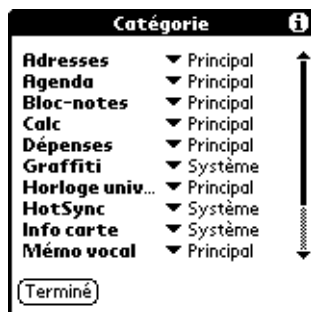 Catégorie
Adresses Principal
Agenda Principal
Bloc-notes Principal
Calc Principal
Dépenses Principal
Graffiti Système
Horloge univ... Principal
HotSync Système
Info carte Système
Mémo vocal Principal
Terminé